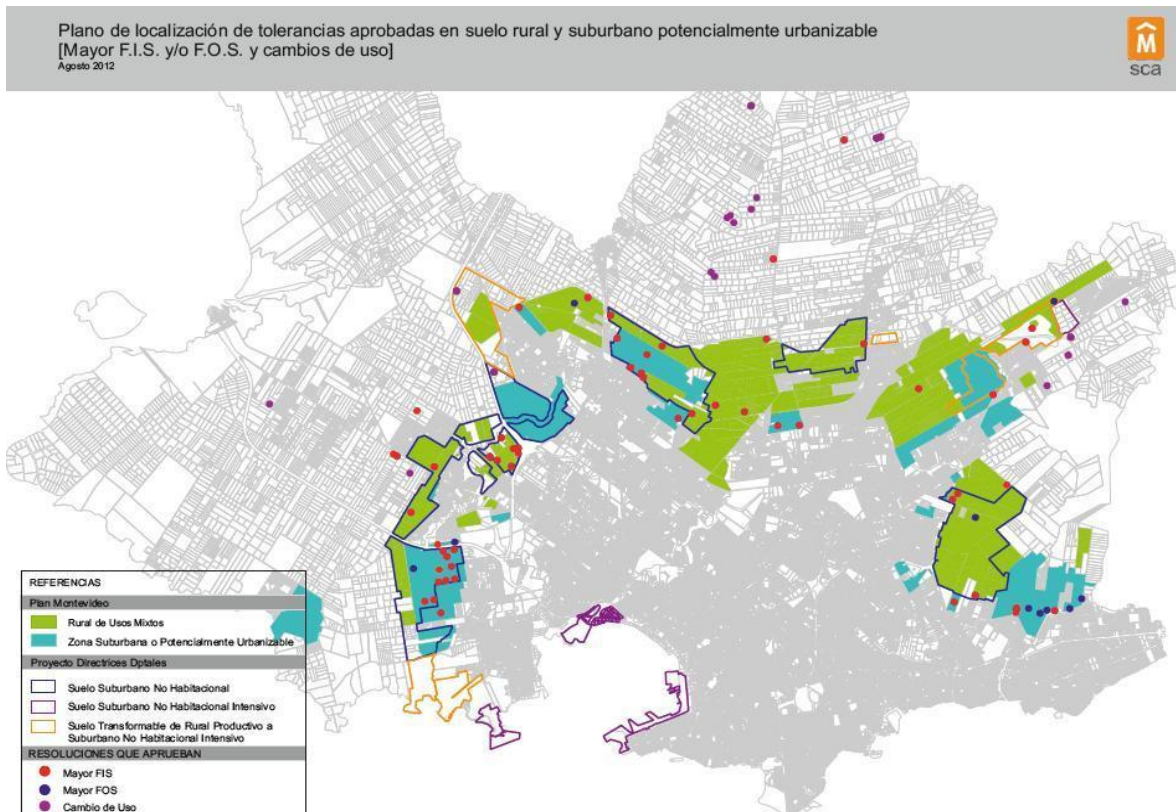 Plano de localización de tolerancias aprobadas en suelo rural y suburbano potencialmente urbanizable
[Mayor F.I.S. y/o F.O.S. y cambios de uso]
Agosto 2012
M
sca
REFERENCIAS
Plan Montevideo
Rural de Usos Mixtos
Zona Suburbana o Potencialmente Urbanizable
Proyecto Directrices Dptales
Suelo Suburbano No Habitacional
Suelo Suburbano No Habitacional Intensivo
Suelo Transformable de Rural Productivo a
Suburbano No Habitacional Intensivo
RESOLUCIONES QUE APRUEBAN
Mayor FIS
Mayor FOS
Cambio de Uso